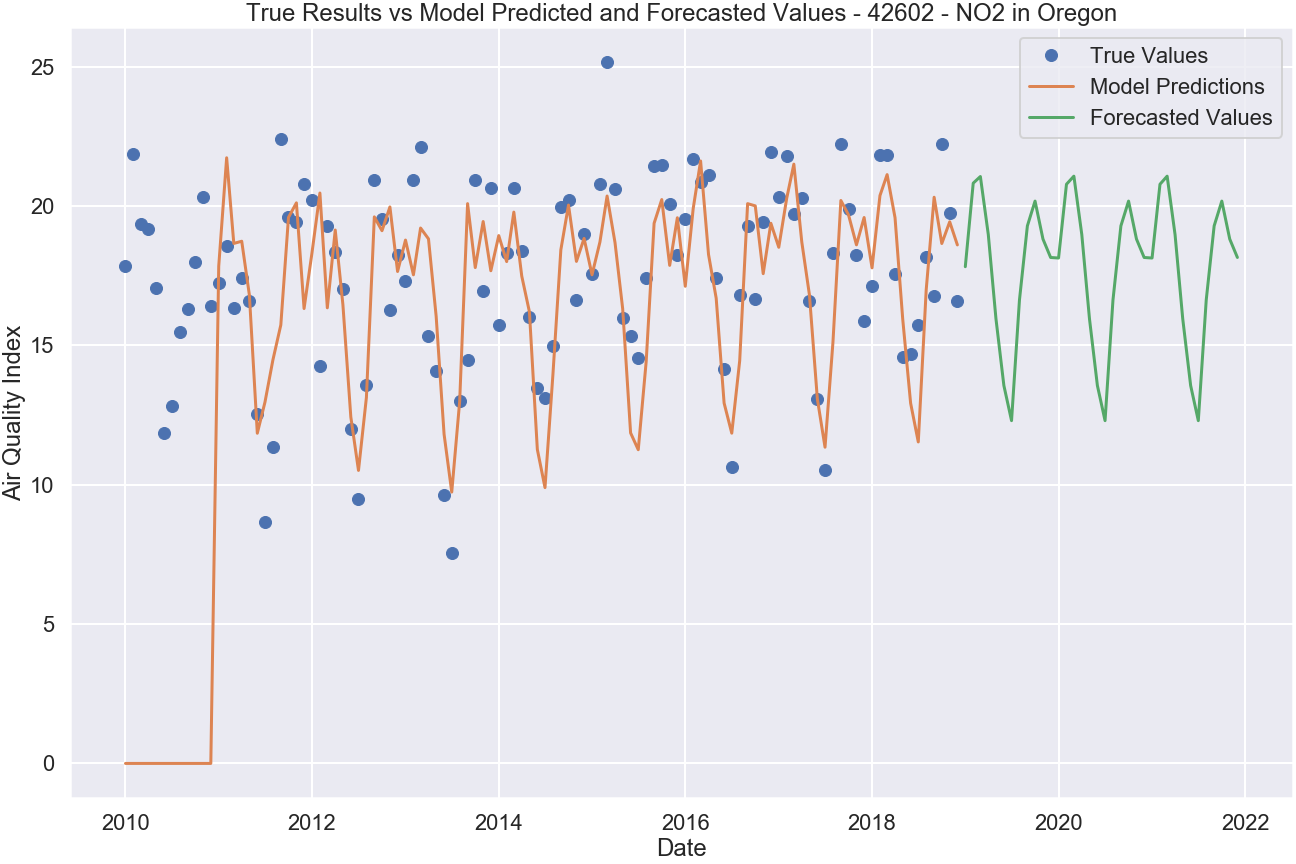 True Results vs Model Predicted and Forecasted Values - 42602 - NO2 in Oregon
True Values
Model Predictions
Forecasted Values
Air Quality Index
25
20
15
10
5
0
2010 2012 2014 2016 2018 2020 2022
Date